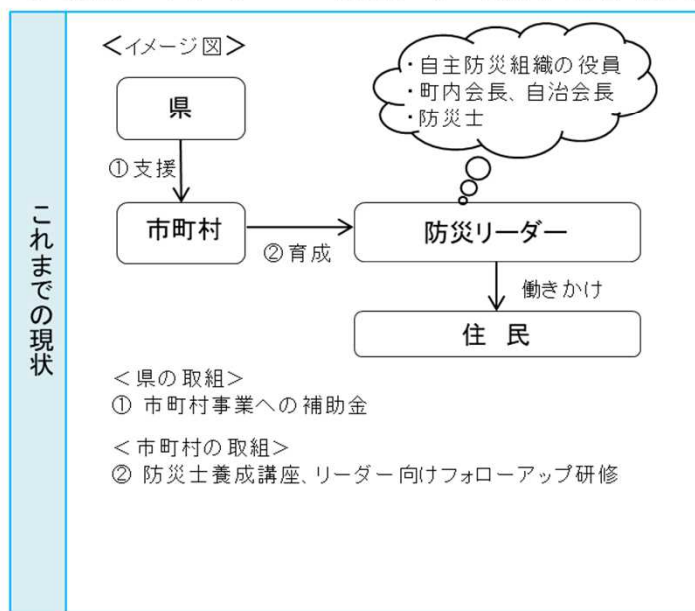 これまでの現状
＜イメージ図＞
・自主防災組織の役員
・町内会長、自治会長
・防災士
県
①支援
市町村
②育成
防災リーダー
働きかけ
住 民
＜県の取組＞
① 市町村事業への補助金
＜市町村の取組＞
② 防災士養成講座、リーダー向けフォローアップ研修